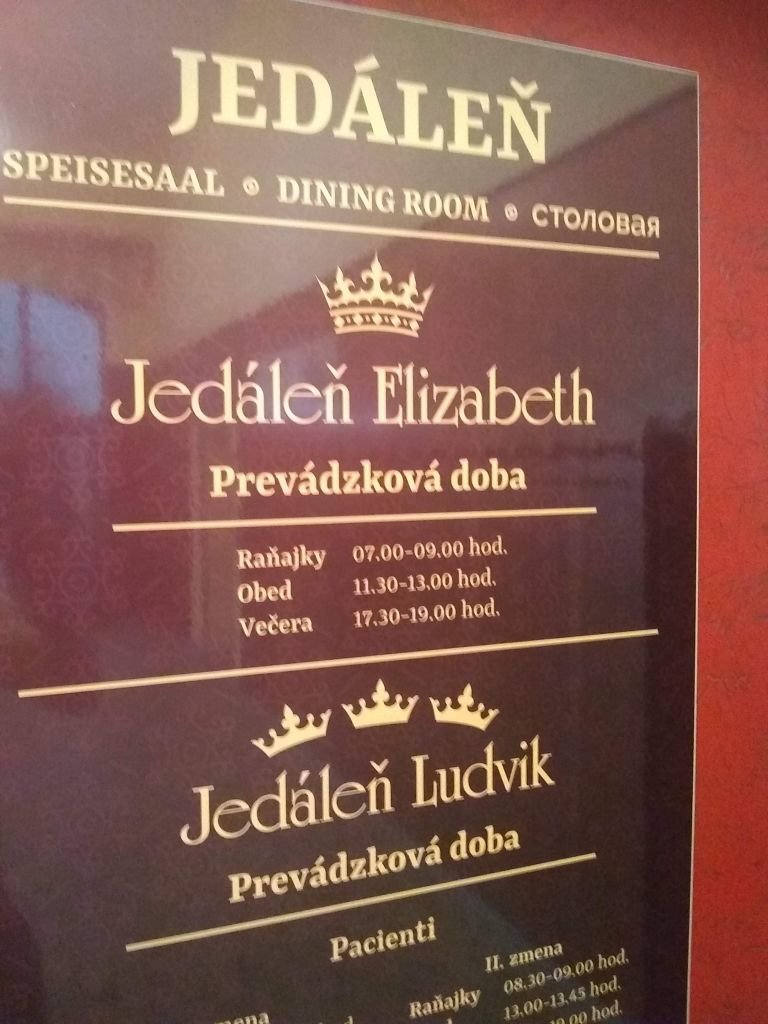 JEDÁLEŇ
SPEISESAAL DINING ROOM СТОЛОВАЯ
Jedáleň Elizabeth
Prevádzková doba
Raňajky 07.00-09.00 hod.
Obed 11.30-13.00 hod.
Večera 17.30-19.00 hod.
Jedáleň Ludvik
Prevádzková doba
Pacienti
II. zmena
Raňajky 08.30-09.00 hod.
13.00-13.45 hod.
hod.